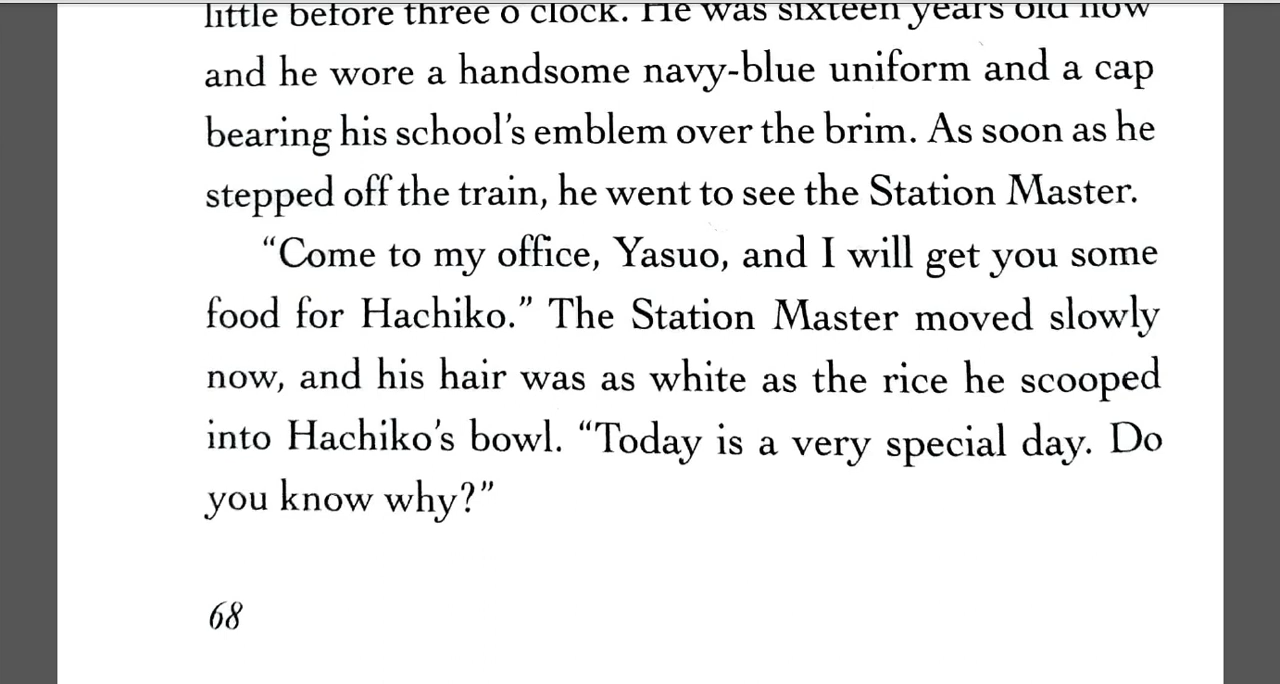 little before three o'clock. He was sixteen years old now
and he wore a handsome navy-blue uniform and a cap
bearing his school's emblem over the brim. As soon as he
stepped off the train, he went to see the Station Master.
“Come to my office, Yasuo, and I will get you some
food for Hachiko.” The Station Master moved slowly
now, and his hair was as white as the rice he scooped
into Hachiko's bowl. “Today is a very special day. Do
you know why?”
68